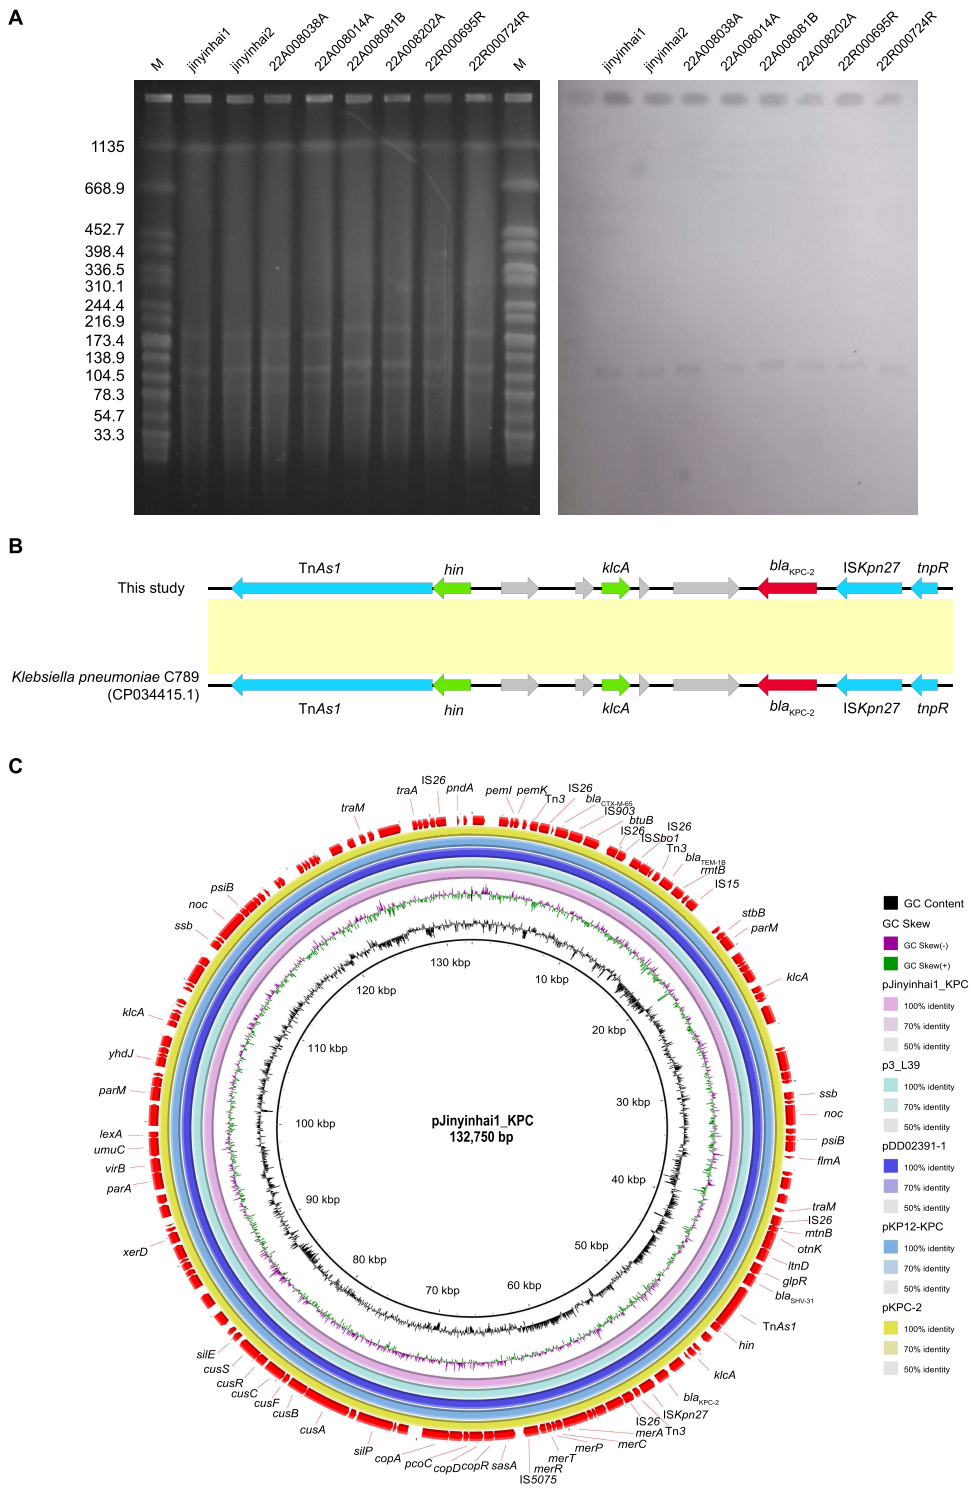 A
M
jinyinhai1
jinyinhai2
22A008038A
22A008014A
22A008081B
22A008202A
22R000695R
22R000724R
M
jinyinhai1
jinyinhai2
22A008038A
22A008014A
22A008081B
22A008202A
22R000695R
22R000724R
1135
668.9
452.7
398.4
336.5
310.1
244.4
216.9
173.4
138.9
104.5
78.3
54.7
33.3
B
This study
TnAs1
hin
klcA
blaKPC-2
ISKpn27
tnpR
Klebsiella pneumoniae C789
(CP034415.1)
TnAs1
hin
klcA
blaKPC-2
ISKpn27
tnpR
C
traM
traA
IS26
pndA
pemI
pemK
Tn3
IS26
blaCTX-M-65
IS903
btuB
IS26
ISSbo1
IS26
Tn3
blaTEM-1B
rmtB
IS15
stbB
parM
klcA
ssb
noc
psiB
flmA
traM
IS26
mtnB
otnK
ltnD
glpR
blaSHV-31
TnAs1
hin
klcA
blaKPC-2
ISKpn27
Tn3
IS26
merA
merC
merP
merT
merR
IS5075
sasA
copR
copD
pcoC
copA
silP
cusA
cusB
cusF
cusC
cusR
cusS
silE
xerD
parA
virB
umuC
lexA
parM
yhdJ
klcA
ssb
noc
psiB
10 kbp
20 kbp
30 kbp
40 kbp
50 kbp
60 kbp
70 kbp
80 kbp
90 kbp
100 kbp
110 kbp
120 kbp
130 kbp
pJinyinhai1_KPC
132,750 bp
GC Content
GC Skew
GC Skew(-)
GC Skew(+)
pJinyinhai1_KPC
100% identity
70% identity
50% identity
p3_L39
100% identity
70% identity
50% identity
pDD02391-1
100% identity
70% identity
50% identity
pKP12-KPC
100% identity
70% identity
50% identity
pKPC-2
100% identity
70% identity
50% identity